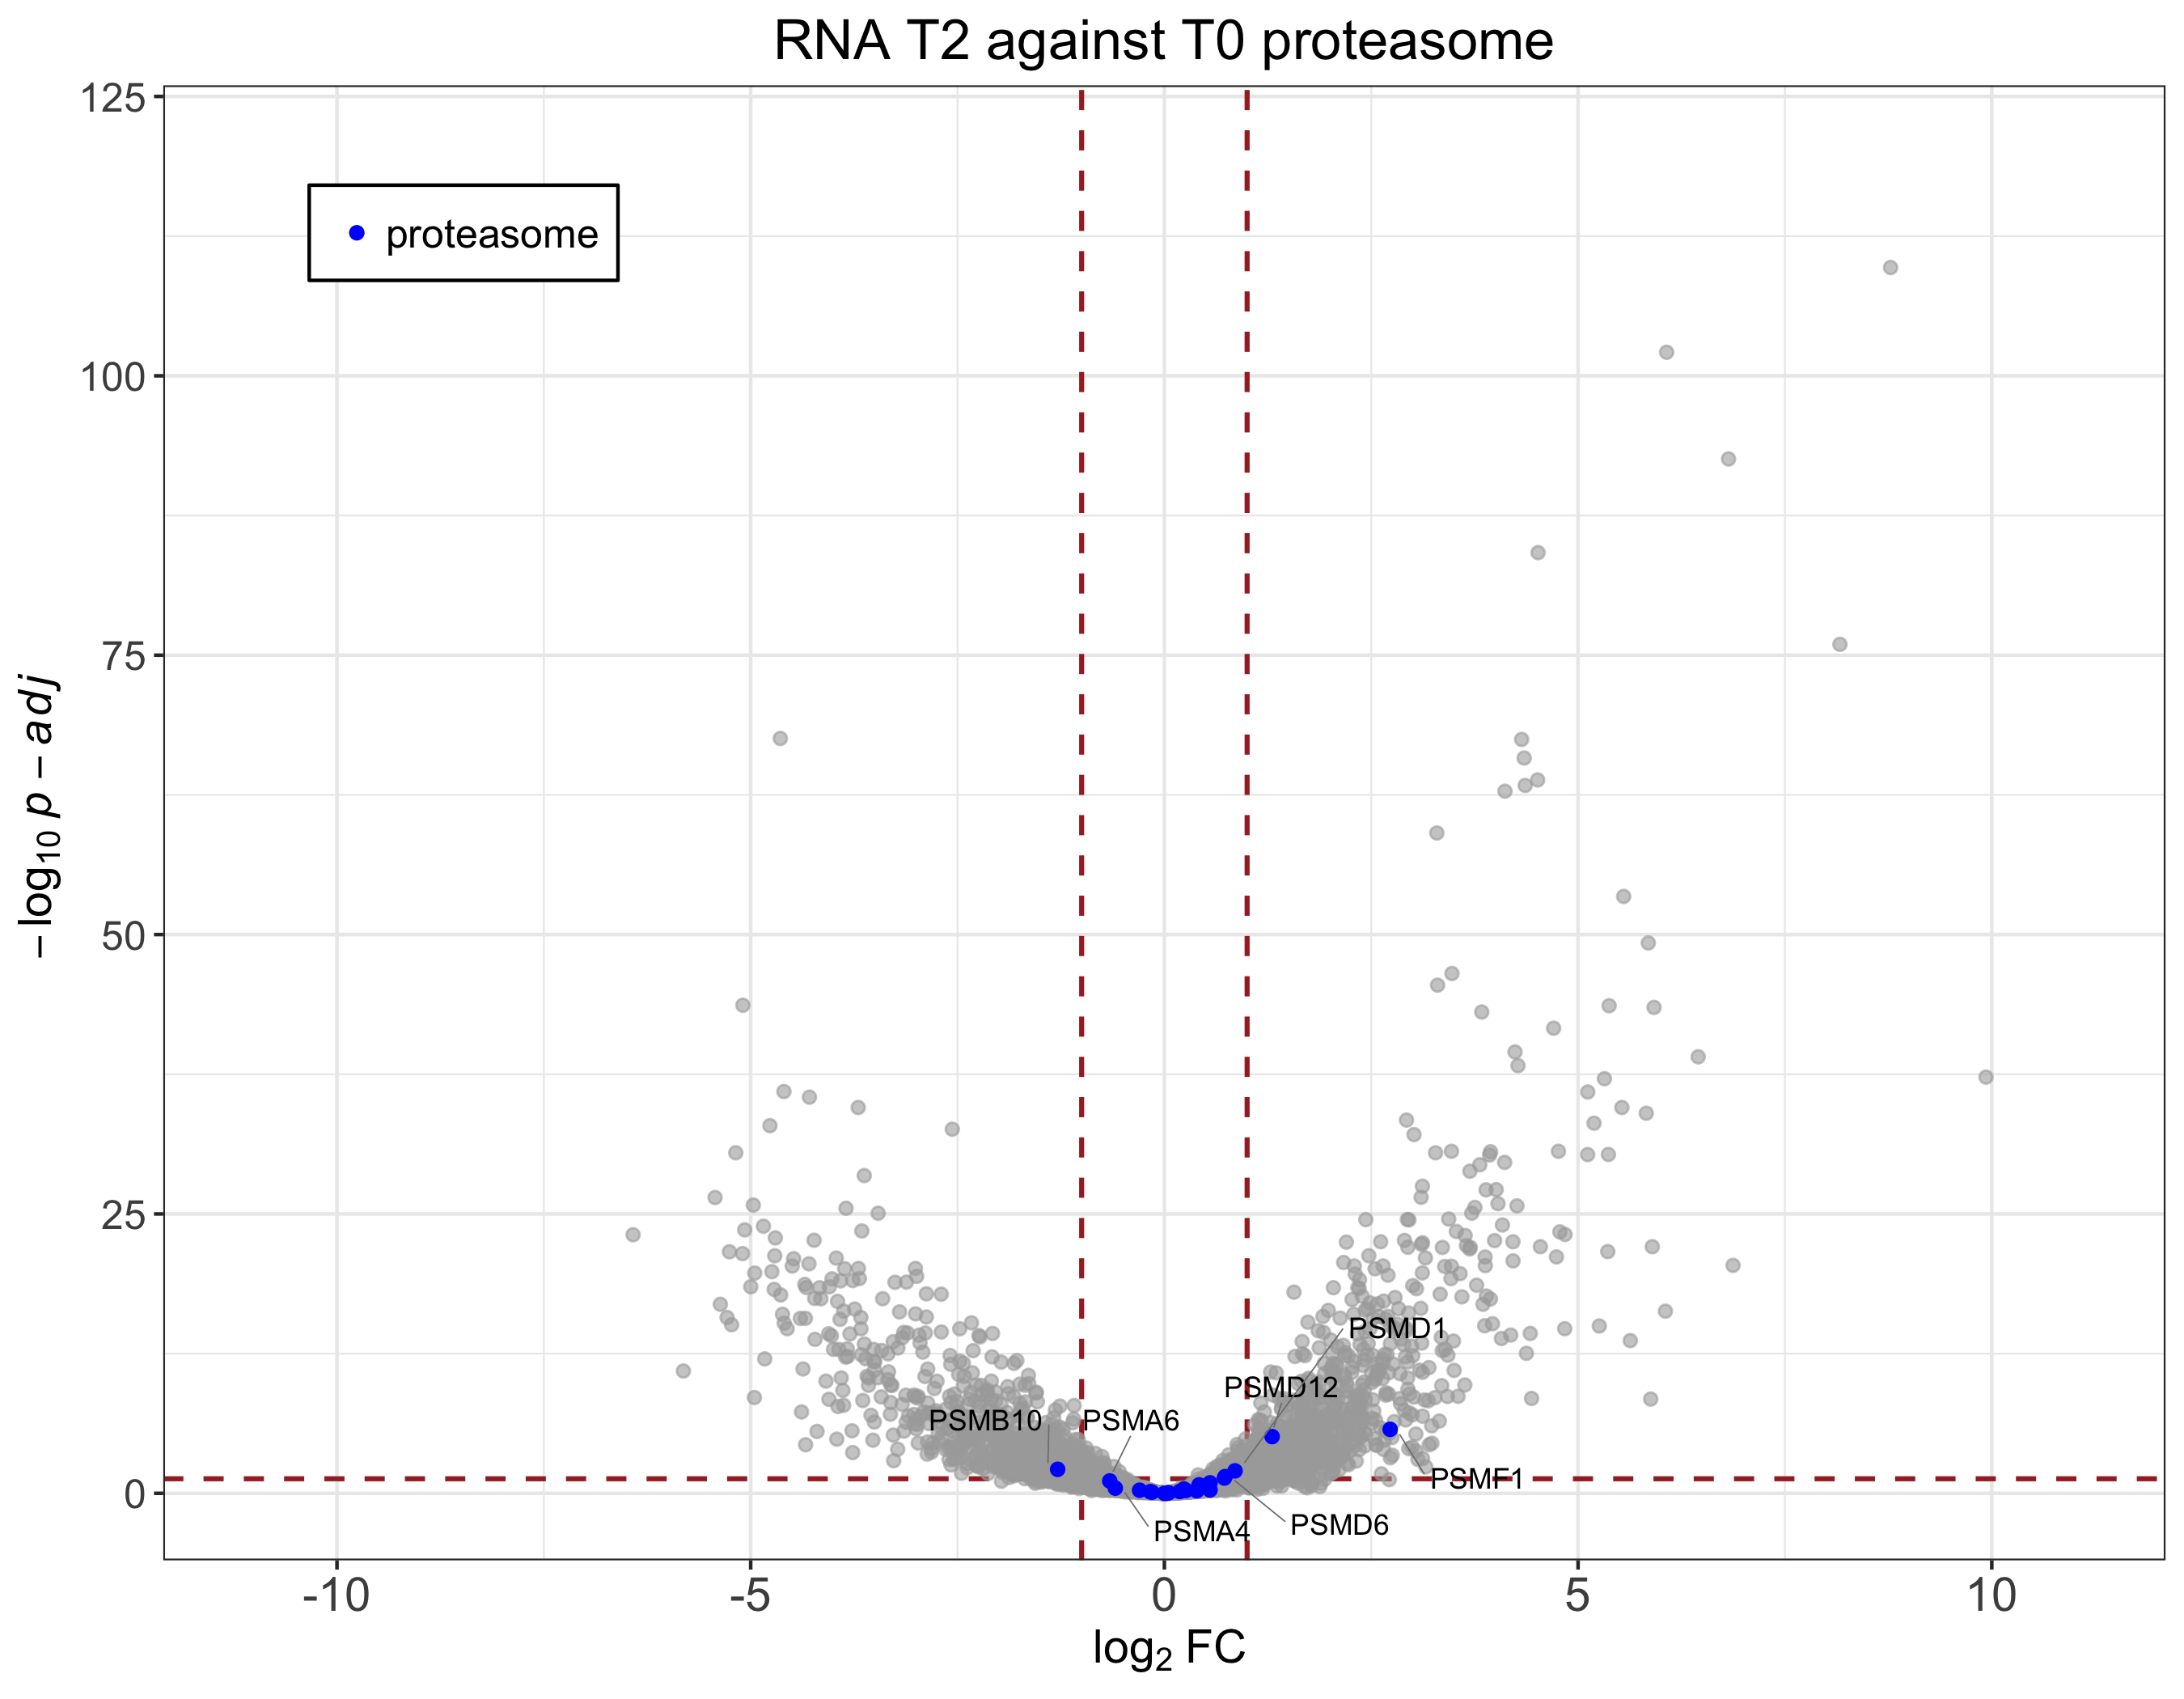 RNA T2 against T0 proteasome
125
100
75
50
25
0
− log10 p − adj
proteasome
PSMD1
PSMD12
PSMB10
PSMA6
PSMF1
PSMA4
PSMD6
-10
-5
0
5
10
log2 FC